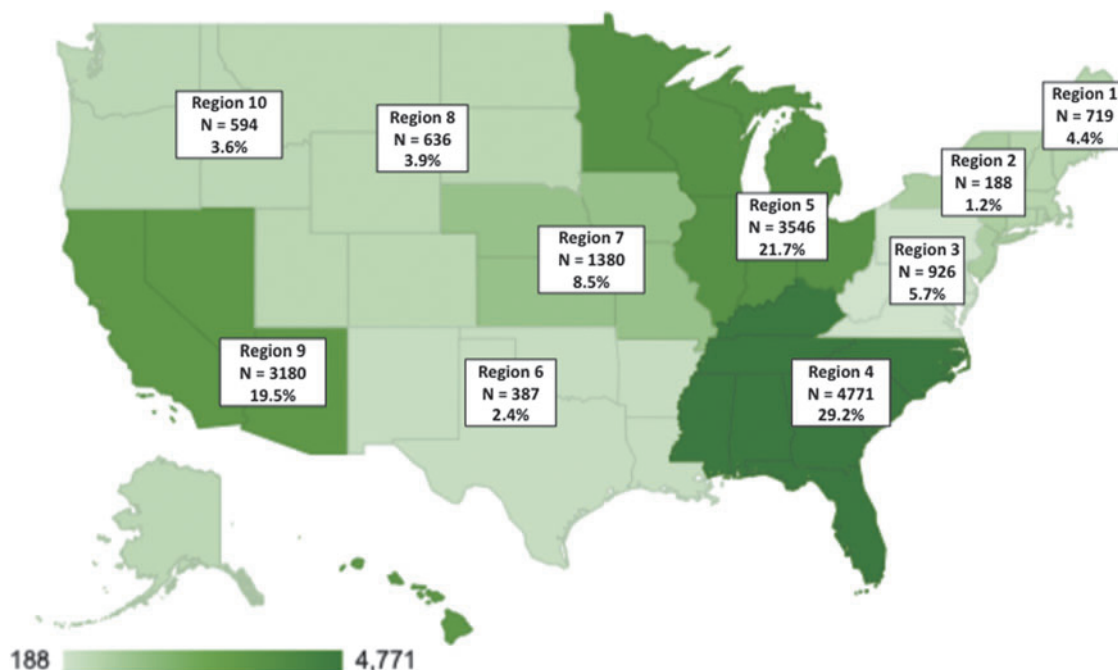 Region 1
N = 719
4.4%
Region 10
N = 594
3.6%
Region 8
N = 636
3.9%
Region 2
N = 188
1.2%
Region 5
N = 3546
21.7%
Region 7
N = 1380
8.5%
Region 3
N = 926
5.7%
Region 9
N = 3180
19.5%
Region 6
N = 387
2.4%
Region 4
N = 4771
29.2%
188 4,771